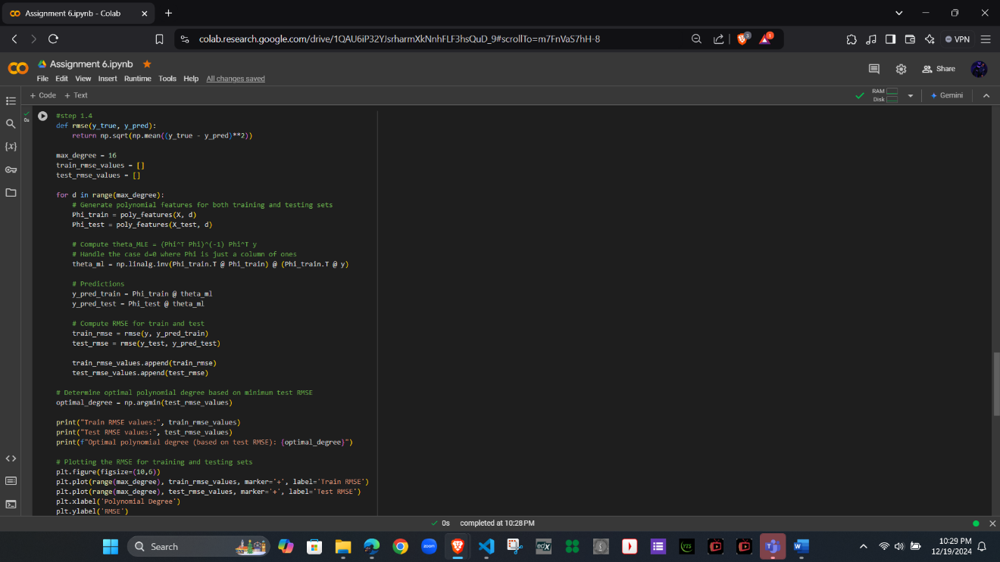 Assignment 6.ipynb - Colab
colab.research.google.com/drive/1QAU6iP32YJsrharmXkNnhFLF3hsQuD_9#scrollTo=m7FnVaS7hH-8
3
1
VPN
Assignment 6.ipynb
File Edit View Insert Runtime Tools Help All changes saved
Share
+ Code + Text
RAM
Disk
Gemini
0s
#step 1.4
def rmse(y_true, y_pred):
    return np.sqrt(np.mean((y_true - y_pred)**2))
max_degree = 16
train_rmse_values = []
test_rmse_values = []
for d in range(max_degree):
    # Generate polynomial features for both training and testing sets
    Phi_train = poly_features(X, d)
    Phi_test = poly_features(X_test, d)
    # Compute theta_MLE = (Phi^T Phi)^(-1) Phi^T y
    # Handle the case d=0 where Phi is just a column of ones
    theta_ml = np.linalg.inv(Phi_train.T @ Phi_train) @ (Phi_train.T @ y)
    # Predictions
    y_pred_train = Phi_train @ theta_ml
    y_pred_test = Phi_test @ theta_ml
    # Compute RMSE for train and test
    train_rmse = rmse(y, y_pred_train)
    test_rmse = rmse(y_test, y_pred_test)
    train_rmse_values.append(train_rmse)
    test_rmse_values.append(test_rmse)
# Determine optimal polynomial degree based on minimum test RMSE
optimal_degree = np.argmin(test_rmse_values)
print("Train RMSE values:", train_rmse_values)
print("Test RMSE values:", test_rmse_values)
print(f"Optimal polynomial degree (based on test RMSE): {optimal_degree}")
# Plotting the RMSE for training and testing sets
plt.figure(figsize=(10,6))
plt.plot(range(max_degree), train_rmse_values, marker='+', label='Train RMSE')
plt.plot(range(max_degree), test_rmse_values, marker='+', label='Test RMSE')
plt.xlabel('Polynomial Degree')
plt.ylabel('RMSE')
0s completed at 10:28 PM
Search
zoom
edX
YTS
10:29 PM
12/19/2024